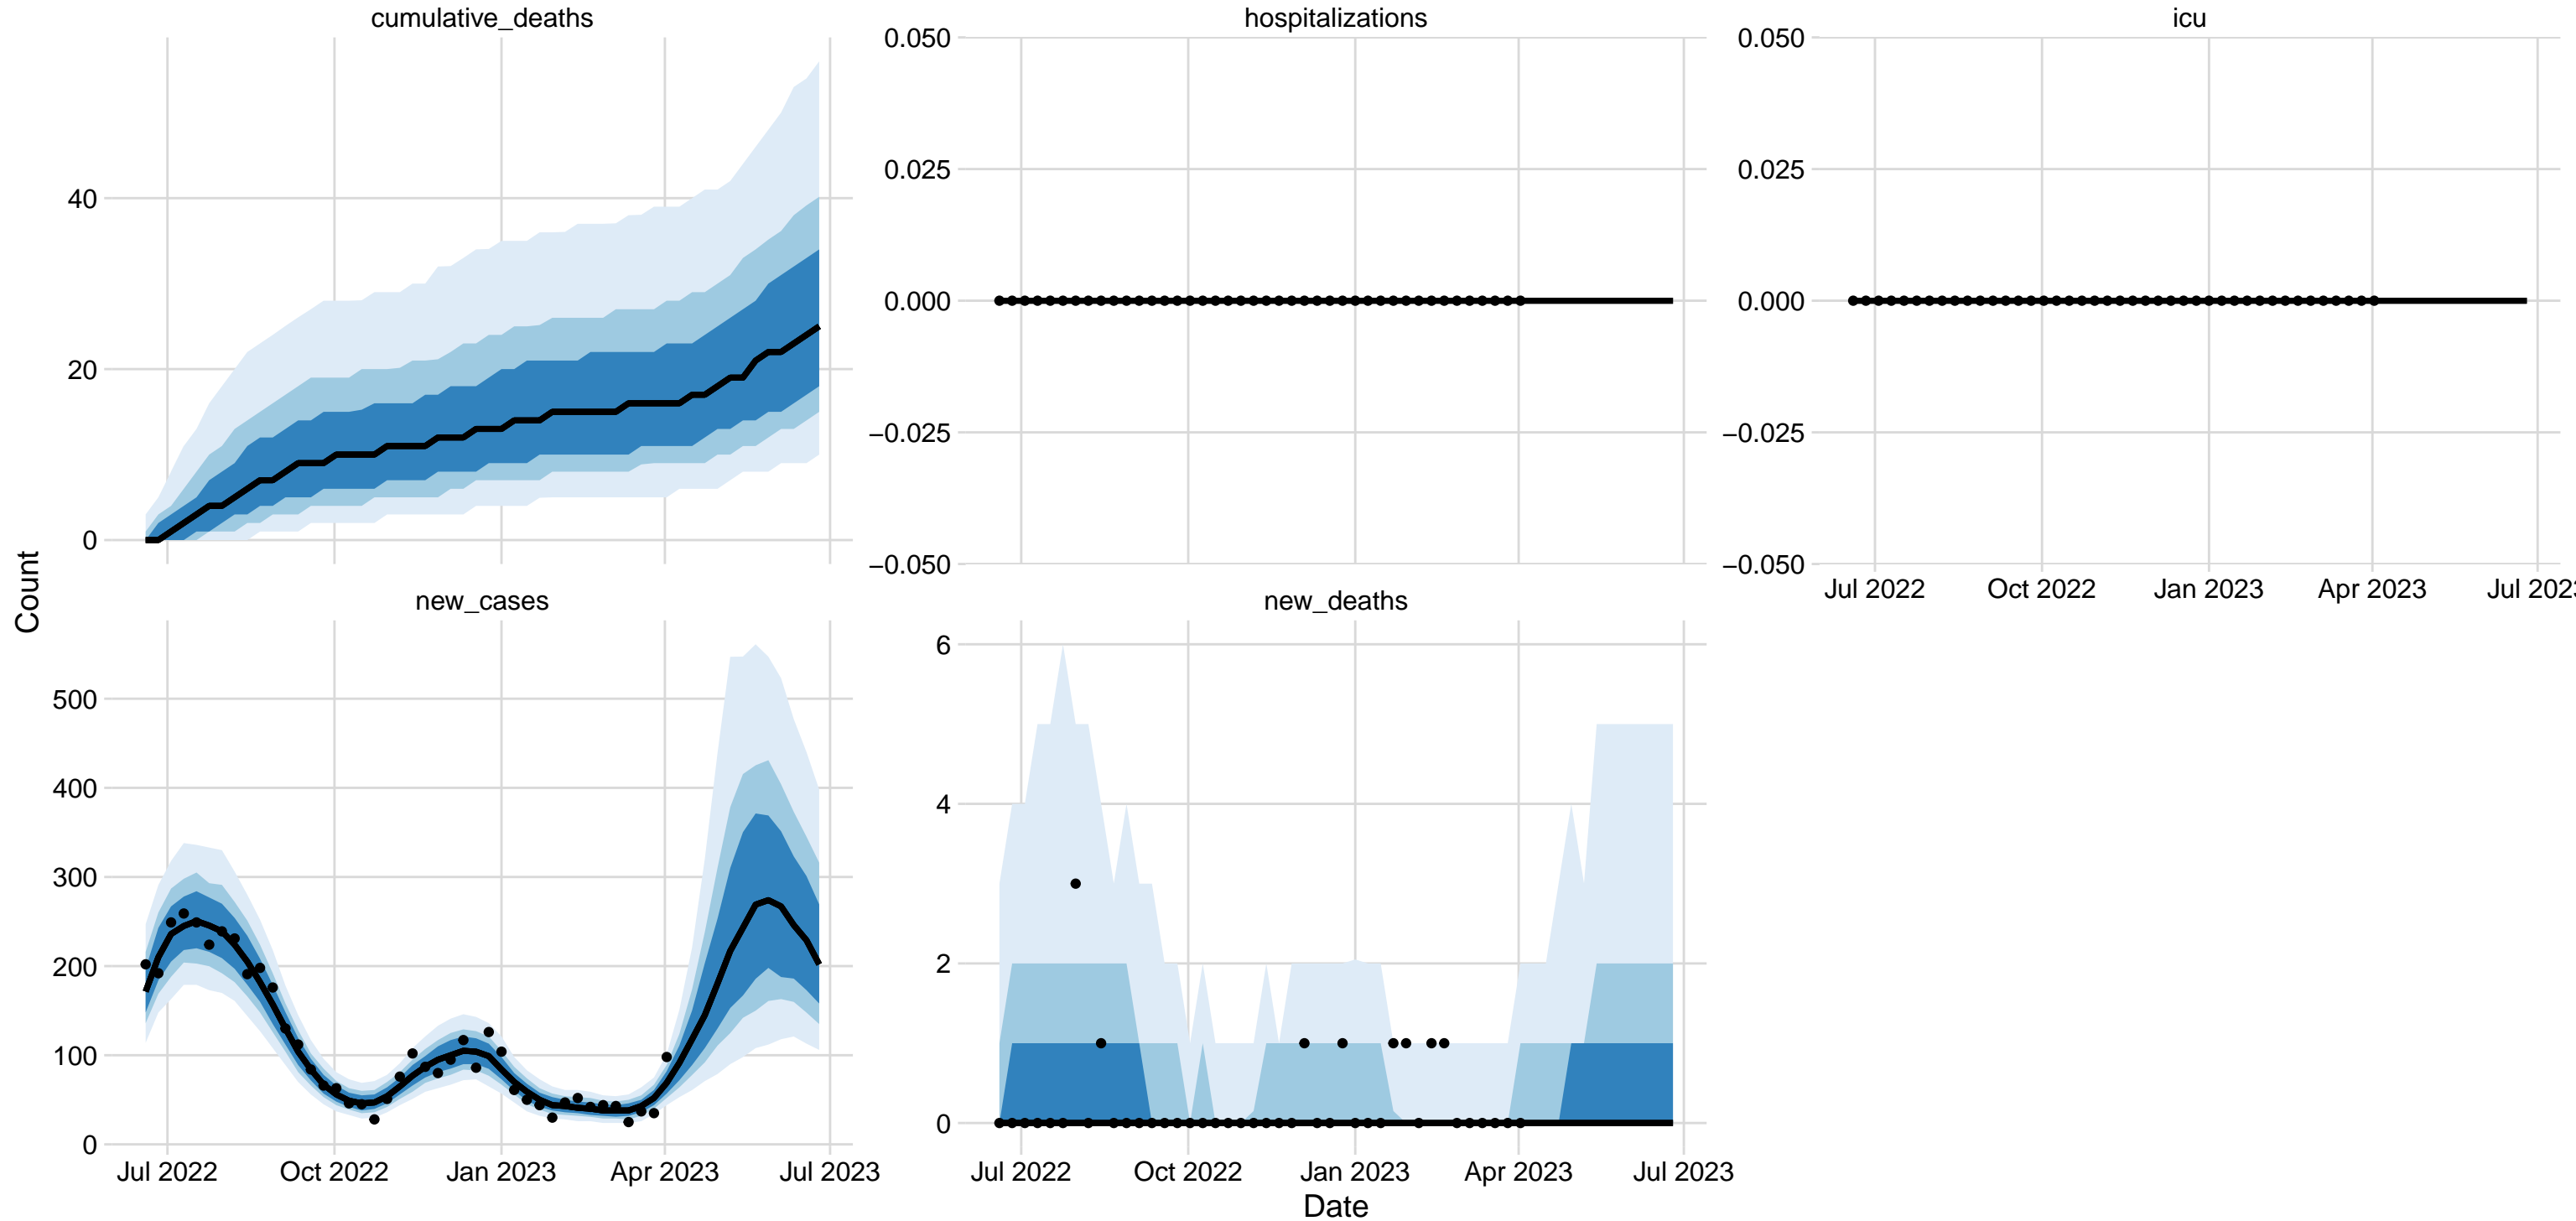 cumulative_deaths
hospitalizations
icu
40
20
0
0.050
0.025
0.000
−0.025
−0.050
0.050
0.025
0.000
−0.025
−0.050
Jul 2022 Oct 2022 Jan 2023 Apr 2023 Jul 202
Count
new_cases
new_deaths
500
400
300
200
100
0
6
4
2
0
Jul 2022 Oct 2022 Jan 2023 Apr 2023 Jul 2023
Jul 2022 Oct 2022 Jan 2023 Apr 2023 Jul 2023
Date